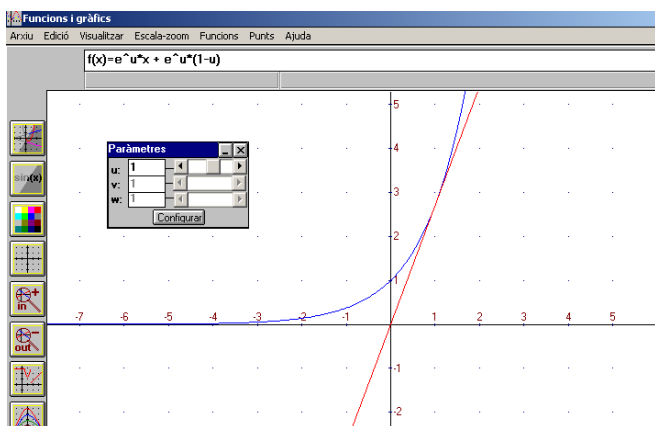 Funcions i gràfics
Arxiu Edició Visualitzar Escala-zoom Funcions Punts Ajuda
f(x)=e^u*x + e^u*(1-u)
Paràmetres
u: 1
v: 1
w: 1
Configurar
sin(x)
in
out
5
4
3
2
1
-7 -6 -5 -4 -3 -2 -1 0 1 2 3 4 5
-1
-2